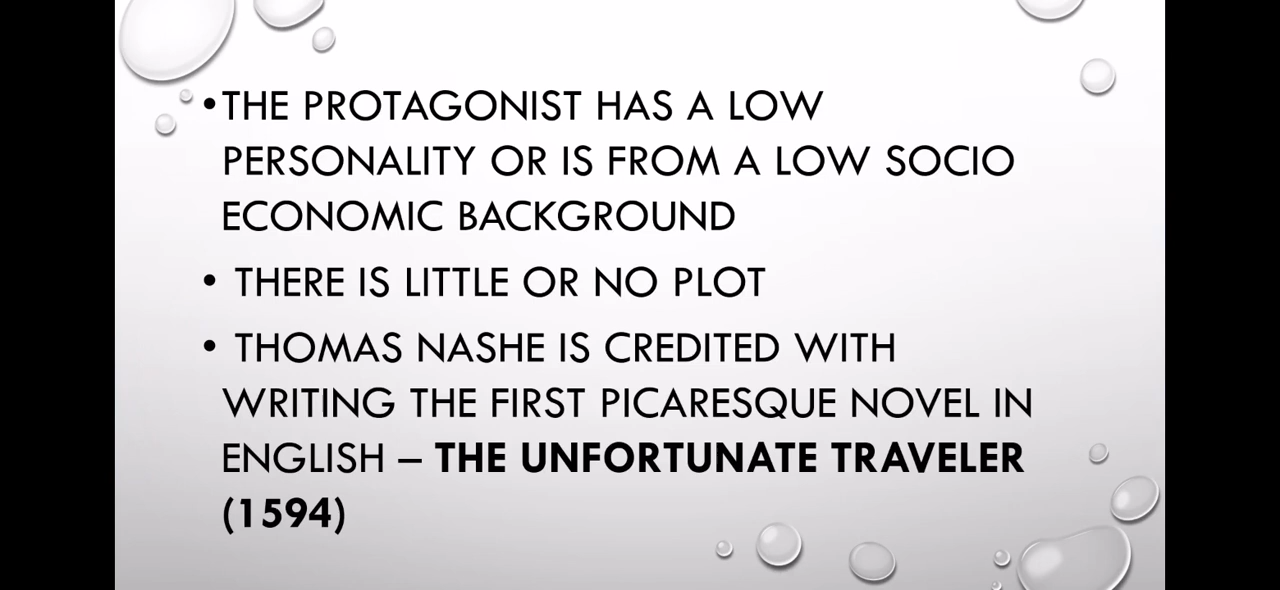 •THE PROTAGONIST HAS A LOW
PERSONALITY OR IS FROM A LOW SOCIO
ECONOMIC BACKGROUND
• THERE IS LITTLE OR NO PLOT
• THOMAS NASHE IS CREDITED WITH
WRITING THE FIRST PICARESQUE NOVEL IN
ENGLISH – THE UNFORTUNATE TRAVELER
(1594)